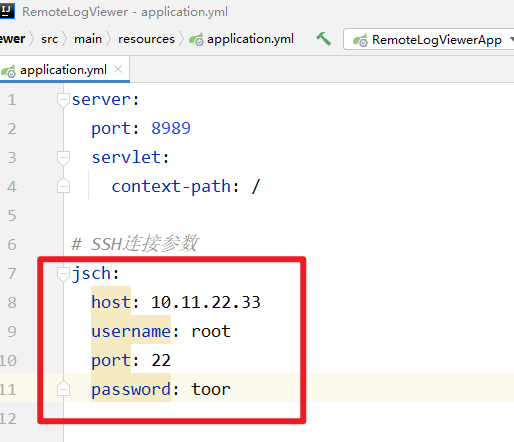 IJ RemoteLogViewer - application.yml
ewer src main resources application.yml RemoteLogViewerApp
application.yml
1 server:
2   port: 8989
3   servlet:
4     context-path: /
5
6 # SSH连接参数
7 jsch:
8   host: 10.11.22.33
9   username: root
10   port: 22
11   password: toor
12